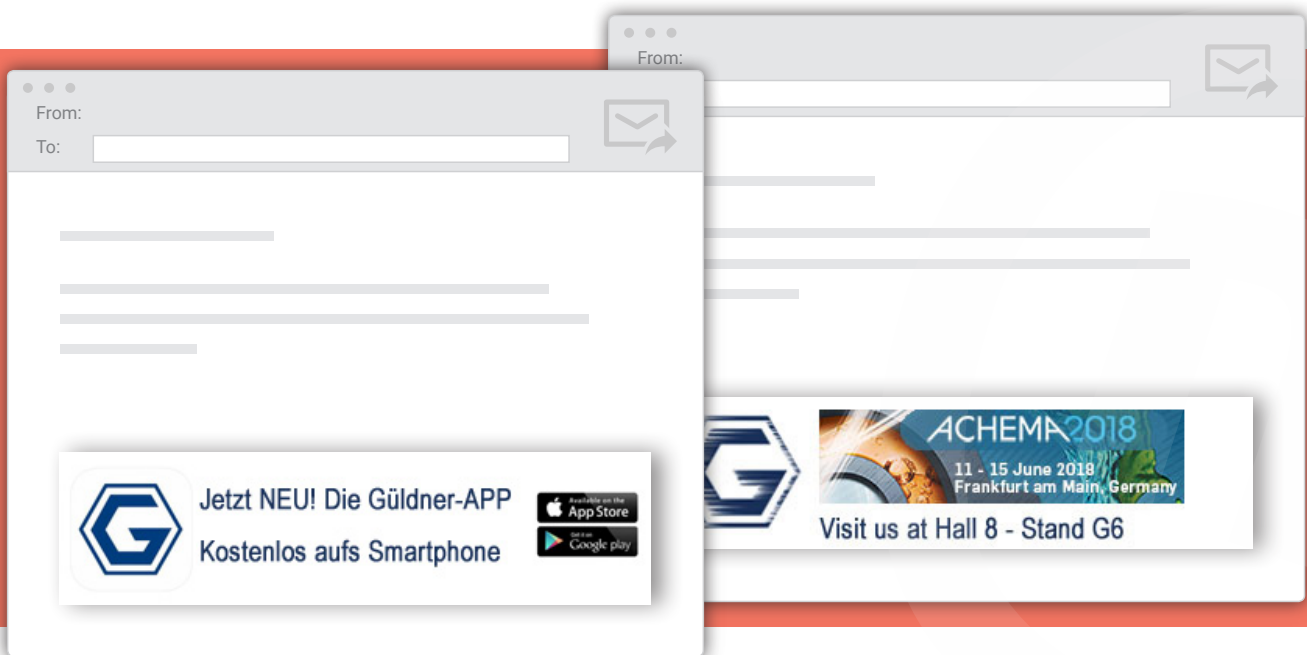 From:
To:
Jetzt NEU! Die Güldner-APP
Kostenlos aufs Smartphone
Available on the
App Store
Get it on
Google play
From:
ACHEMA2018
11 - 15 June 2018
Frankfurt am Main, Germany
Visit us at Hall 8 - Stand G6